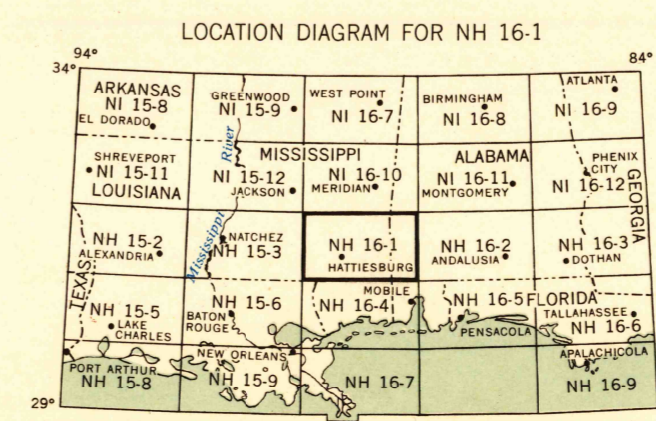 LOCATION DIAGRAM FOR NH 16-1
94°
84°
34°
ARKANSAS
NI 15-8
EL DORADO
GREENWOOD
NI 15-9
WEST POINT
NI 16-7
BIRMINGHAM
NI 16-8
ATLANTA
NI 16-9
River
SHREVEPORT
NI 15-11
LOUISIANA
MISSISSIPPI
NI 15-12
JACKSON
NI 16-10
MERIDIAN
ALABAMA
NI 16-11
MONTGOMERY
PHENIX
CITY
NI 16-12
GEORGIA
TEXAS
NH 15-2
ALEXANDRIA
Mississippi
NATCHEZ
NH 15-3
NH 16-1
HATTIESBURG
NH 16-2
ANDALUSIA
NH 16-3
DOTHAN
NH 15-5
LAKE
CHARLES
NH 15-6
BATON
ROUGE
MOBILE
NH 16-4
NH 16-5
PENSACOLA
FLORIDA
TALLAHASSEE
NH 16-6
PORT ARTHUR
NH 15-8
NEW ORLEANS
NH 15-9
NH 16-7
APALACHICOLA
NH 16-9
29°